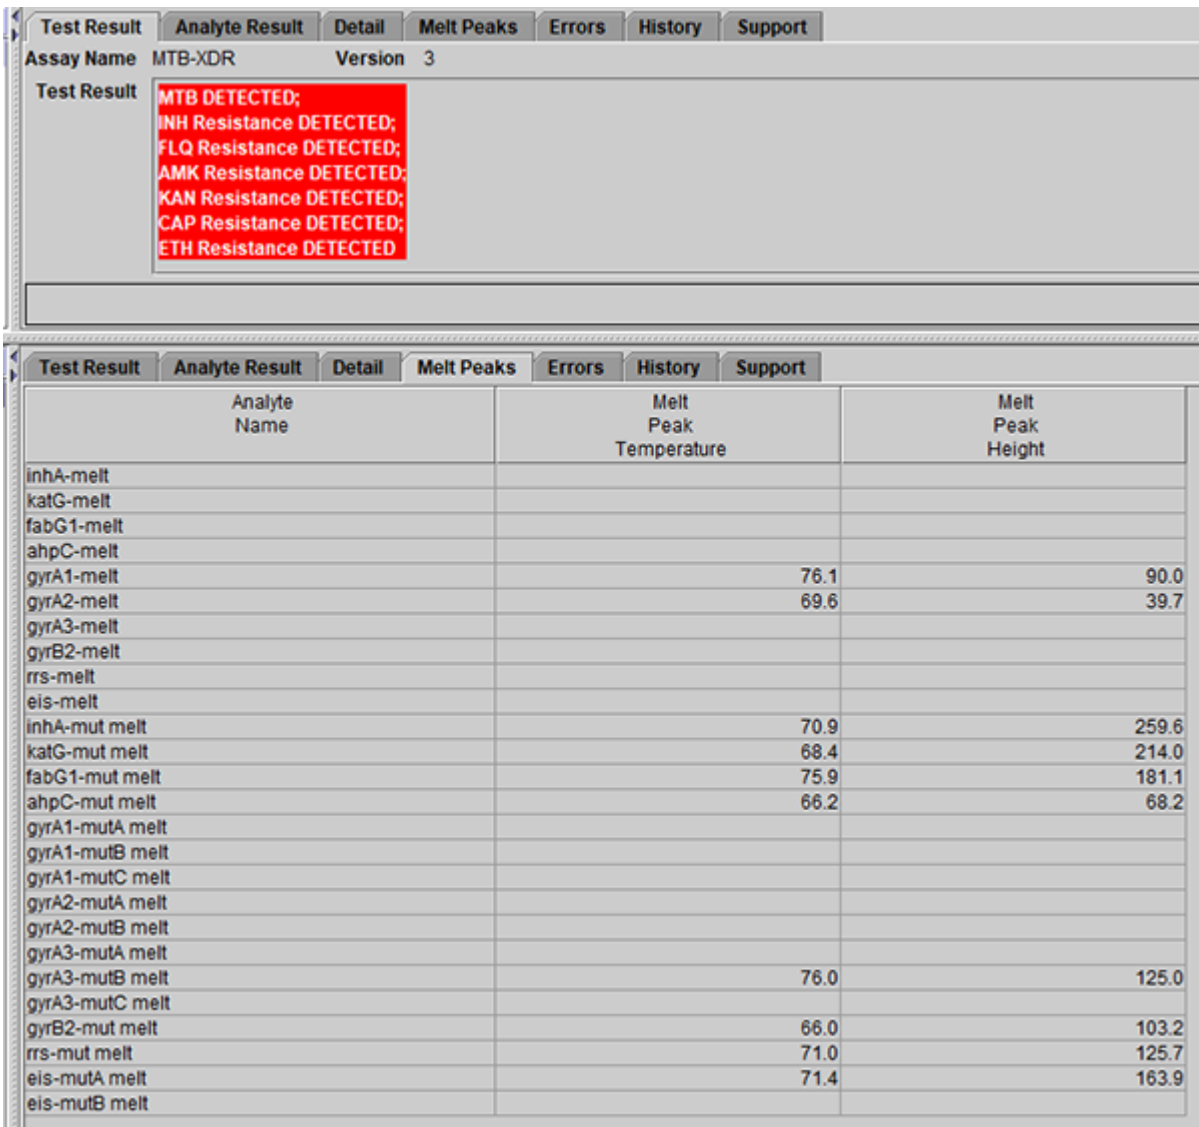 Test Result Analyte Result Detail Melt Peaks Errors History Support
Assay Name MTB-XDR Version 3
Test Result MTB DETECTED;
INH Resistance DETECTED;
FLQ Resistance DETECTED;
AMK Resistance DETECTED;
KAN Resistance DETECTED;
CAP Resistance DETECTED;
ETH Resistance DETECTED
Test Result Analyte Result Detail Melt Peaks Errors History Support
Analyte Melt Melt
Name Peak Peak
Temperature Height
inhA-melt
katG-melt
fabG1-melt
ahpC-melt
gyrA1-melt 76.1 90.0
gyrA2-melt 69.6 39.7
gyrA3-melt
gyrB2-melt
rrs-melt
eis-melt
inhA-mut melt 70.9 259.6
katG-mut melt 68.4 214.0
fabG1-mut melt 75.9 181.1
ahpC-mut melt 66.2 68.2
gyrA1-mutA melt
gyrA1-mutB melt
gyrA1-mutC melt
gyrA2-mutA melt
gyrA2-mutB melt
gyrA3-mutA melt
gyrA3-mutB melt 76.0 125.0
gyrA3-mutC melt
gyrB2-mut melt 66.0 103.2
rrs-mut melt 71.0 125.7
eis-mutA melt 71.4 163.9
eis-mutB melt